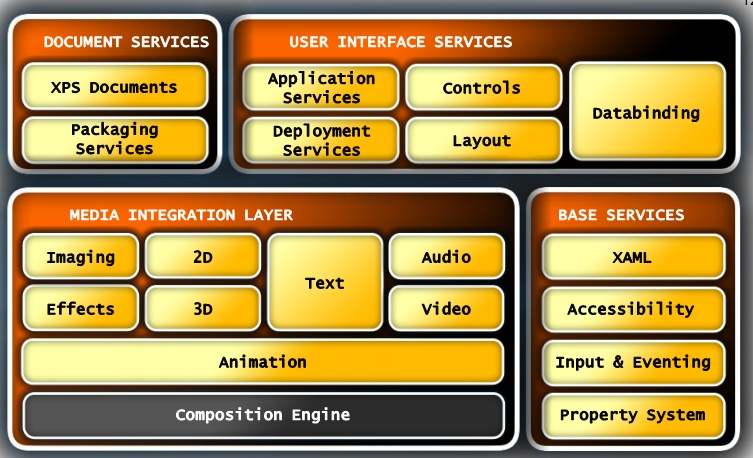 DOCUMENT SERVICES
XPS Documents
Packaging
Services
USER INTERFACE SERVICES
Application
Services
Controls
Databinding
Deployment
Services
Layout
MEDIA INTEGRATION LAYER
Imaging
2D
Text
Audio
Effects
3D
Video
Animation
Composition Engine
BASE SERVICES
XAML
Accessibility
Input & Eventing
Property System